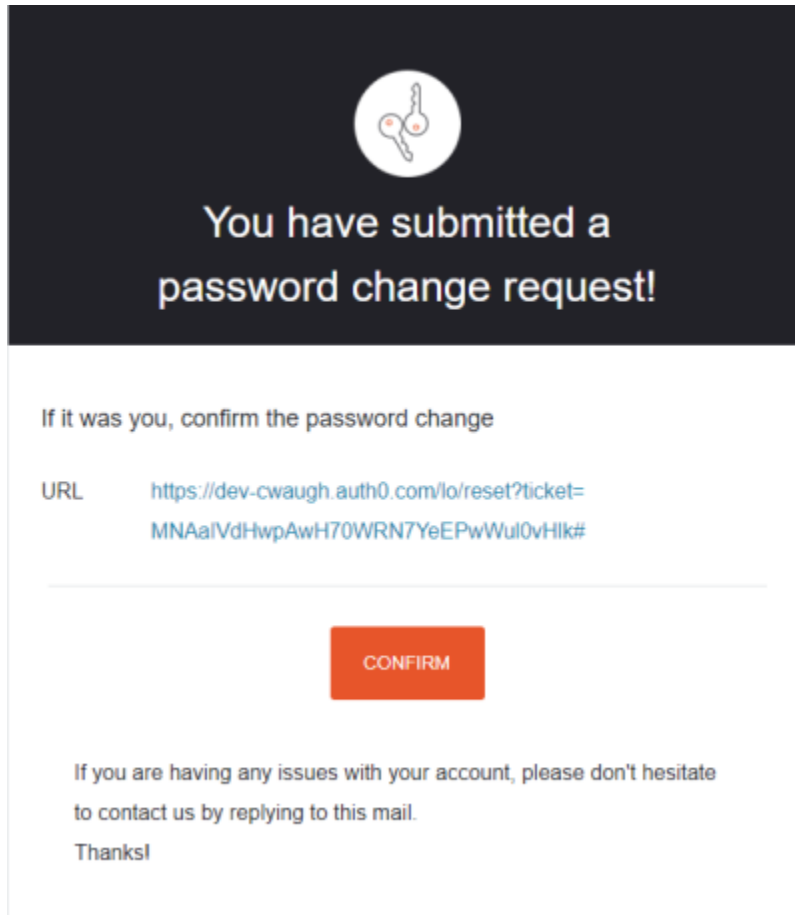 You have submitted a
password change request!
If it was you, confirm the password change
URL https://dev-cwaugh.auth0.com/lo/reset?ticket=
MNAaIVdHwpAwH70WRN7YeEPwWuI0vHIk#
CONFIRM
If you are having any issues with your account, please don't hesitate
to contact us by replying to this mail.
Thanks!